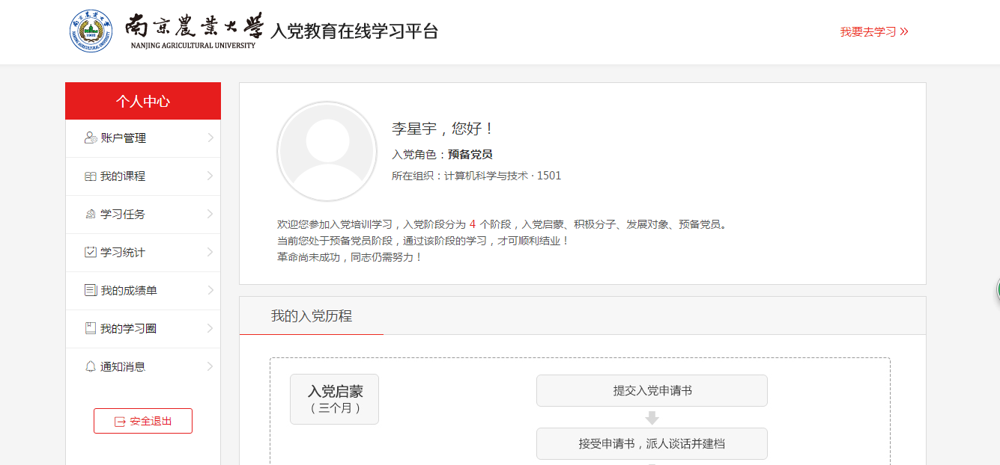 南京農業大學
NANJING AGRICULTURAL UNIVERSITY
入党教育在线学习平台
我要去学习
个人中心
账户管理
我的课程
学习任务
学习统计
我的成绩单
我的学习圈
通知消息
安全退出
李星宇，您好！
入党角色：预备党员
所在组织：计算机科学与技术 · 1501
欢迎您参加入党培训学习，入党阶段分为 4 个阶段，入党启蒙、积极分子、发展对象、预备党员。
当前您处于预备党员阶段，通过该阶段的学习，才可顺利结业！
革命尚未成功，同志仍需努力！
我的入党历程
入党启蒙
（三个月）
提交入党申请书
接受申请书，派人谈话并建档